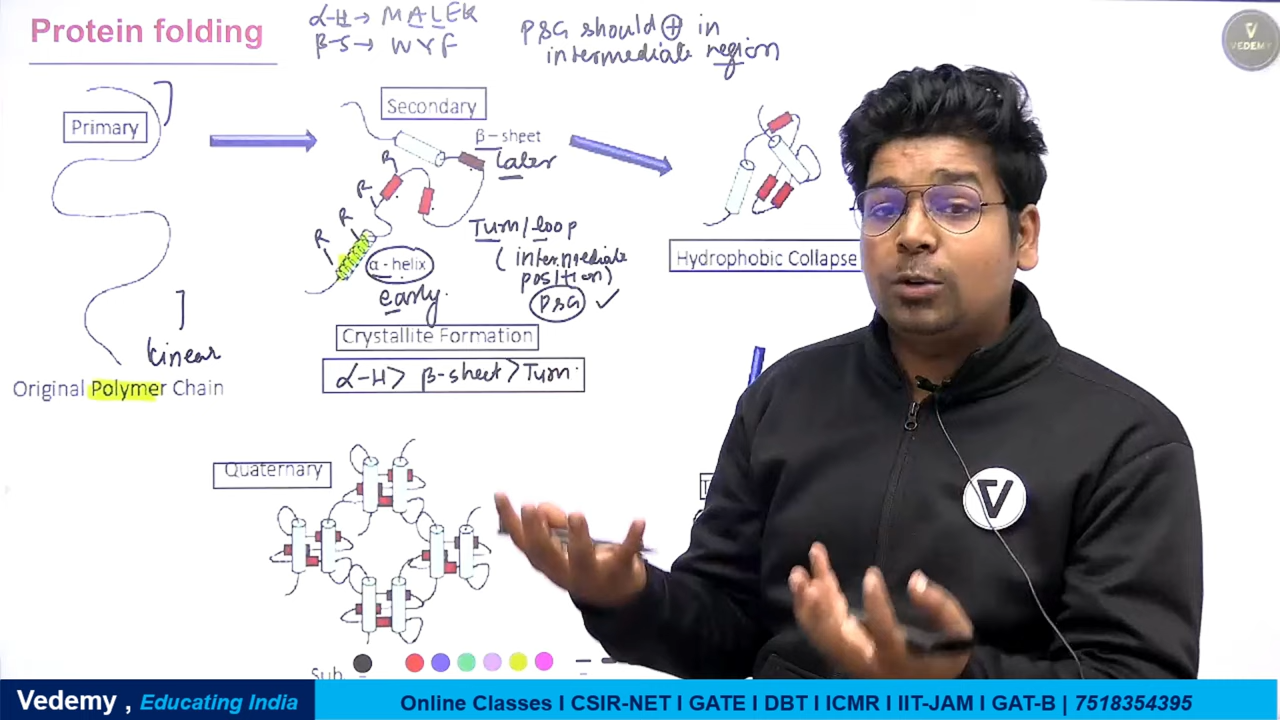 Protein folding
α-H → MALEK
β-S → WYF
PSG should ⊕ in
intermediate region
VEDEMY
Primary
Secondary
β-sheet
later
R
R
R
R
Turn/loop
(intermediate
position)
PSG ✓
α-helix
early.
Hydrophobic Collapse
Crystallite Formation
α-H > β-sheet > Turn.
linear
Original Polymer Chain
Quaternary
Sub
Vedemy , Educating India
Online Classes I CSIR-NET I GATE I DBT I ICMR I IIT-JAM I GAT-B | 7518354395